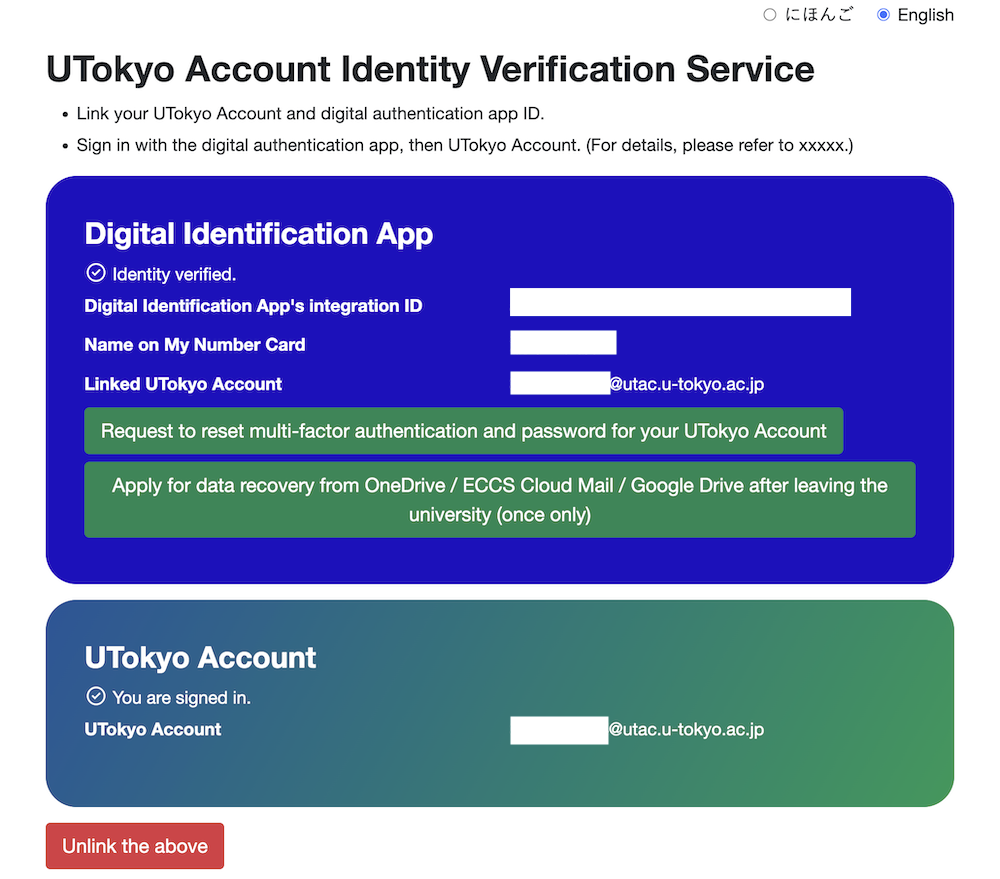 にほんご English
UTokyo Account Identity Verification Service
• Link your UTokyo Account and digital authentication app ID.
• Sign in with the digital authentication app, then UTokyo Account. (For details, please refer to xxxxx.)
Digital Identification App
Identity verified.
Digital Identification App's integration ID
Name on My Number Card
Linked UTokyo Account @utac.u-tokyo.ac.jp
Request to reset multi-factor authentication and password for your UTokyo Account
Apply for data recovery from OneDrive / ECCS Cloud Mail / Google Drive after leaving the
university (once only)
UTokyo Account
You are signed in.
UTokyo Account @utac.u-tokyo.ac.jp
Unlink the above